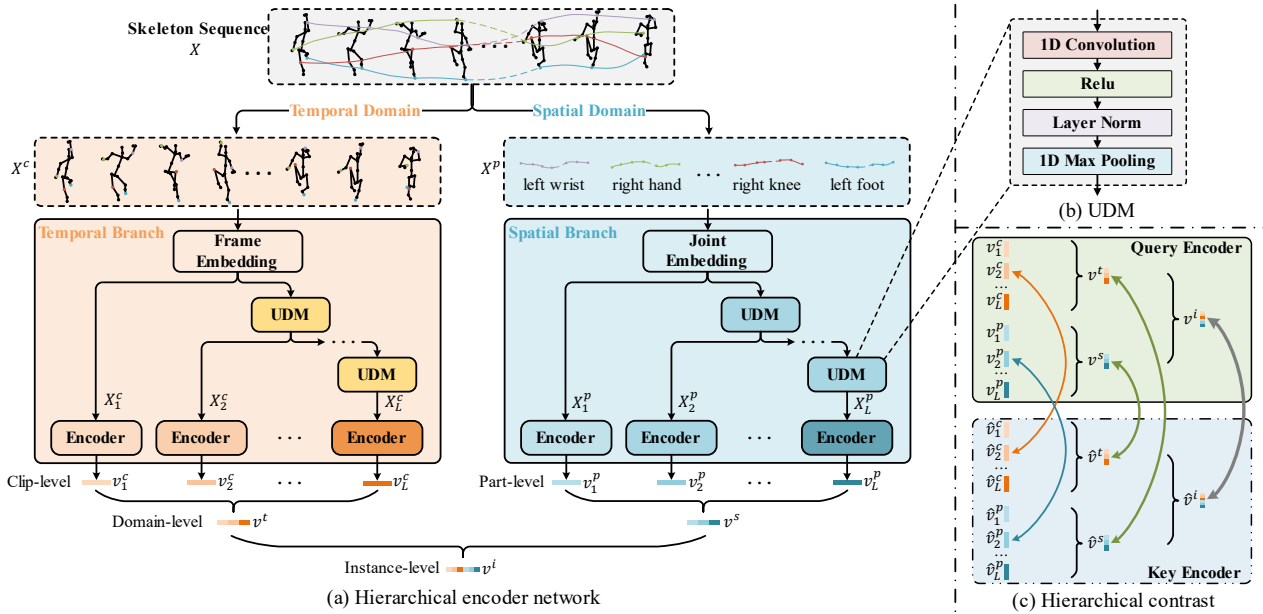 Skeleton Sequence
X
Temporal Domain
Spatial Domain
X^c
. . .
X^p
left wrist
right hand
. . .
right knee
left foot
Temporal Branch
Frame
Embedding
UDM
. . . .
UDM
X_1^c
X_2^c
X_L^c
Encoder
Encoder
. . .
Encoder
Clip-level
v_1^c
v_2^c
. . .
v_L^c
Spatial Branch
Joint
Embedding
UDM
. . . .
UDM
X_1^p
X_2^p
X_L^p
Encoder
Encoder
. . .
Encoder
Part-level
v_1^p
v_2^p
. . .
v_L^p
Domain-level
v^t
v^s
Instance-level
v^i
(a) Hierarchical encoder network
1D Convolution
Relu
Layer Norm
1D Max Pooling
(b) UDM
Query Encoder
v_1^c
v_2^c
...
v_L^c
v^t
v_1^p
v_2^p
...
v_L^p
v^s
v^i
v̂_1^c
v̂_2^c
...
v̂_L^c
v̂^t
v̂_1^p
v̂_2^p
...
v̂_L^p
v̂^s
v̂^i
Key Encoder
(c) Hierarchical contrast